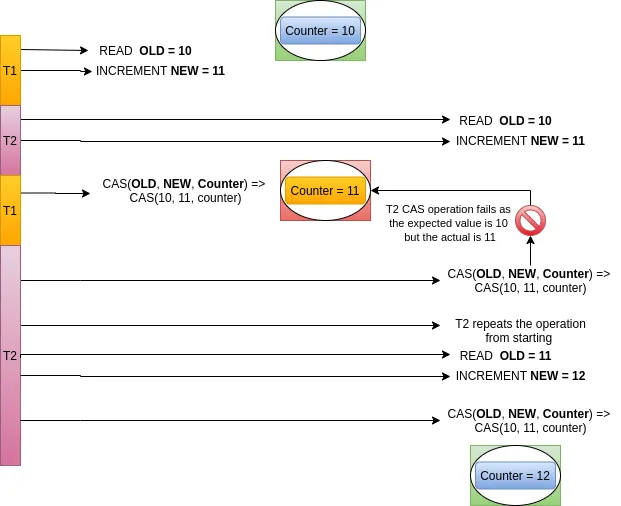 Counter = 10
READ OLD = 10
INCREMENT NEW = 11
T1
READ OLD = 10
INCREMENT NEW = 11
T2
CAS(OLD, NEW, Counter) =>
CAS(10, 11, counter)
Counter = 11
T1
T2 CAS operation fails as
the expected value is 10
but the actual is 11
CAS(OLD, NEW, Counter) =>
CAS(10, 11, counter)
T2 repeats the operation
from starting
T2
READ OLD = 11
INCREMENT NEW = 12
CAS(OLD, NEW, Counter) =>
CAS(10, 11, counter)
Counter = 12